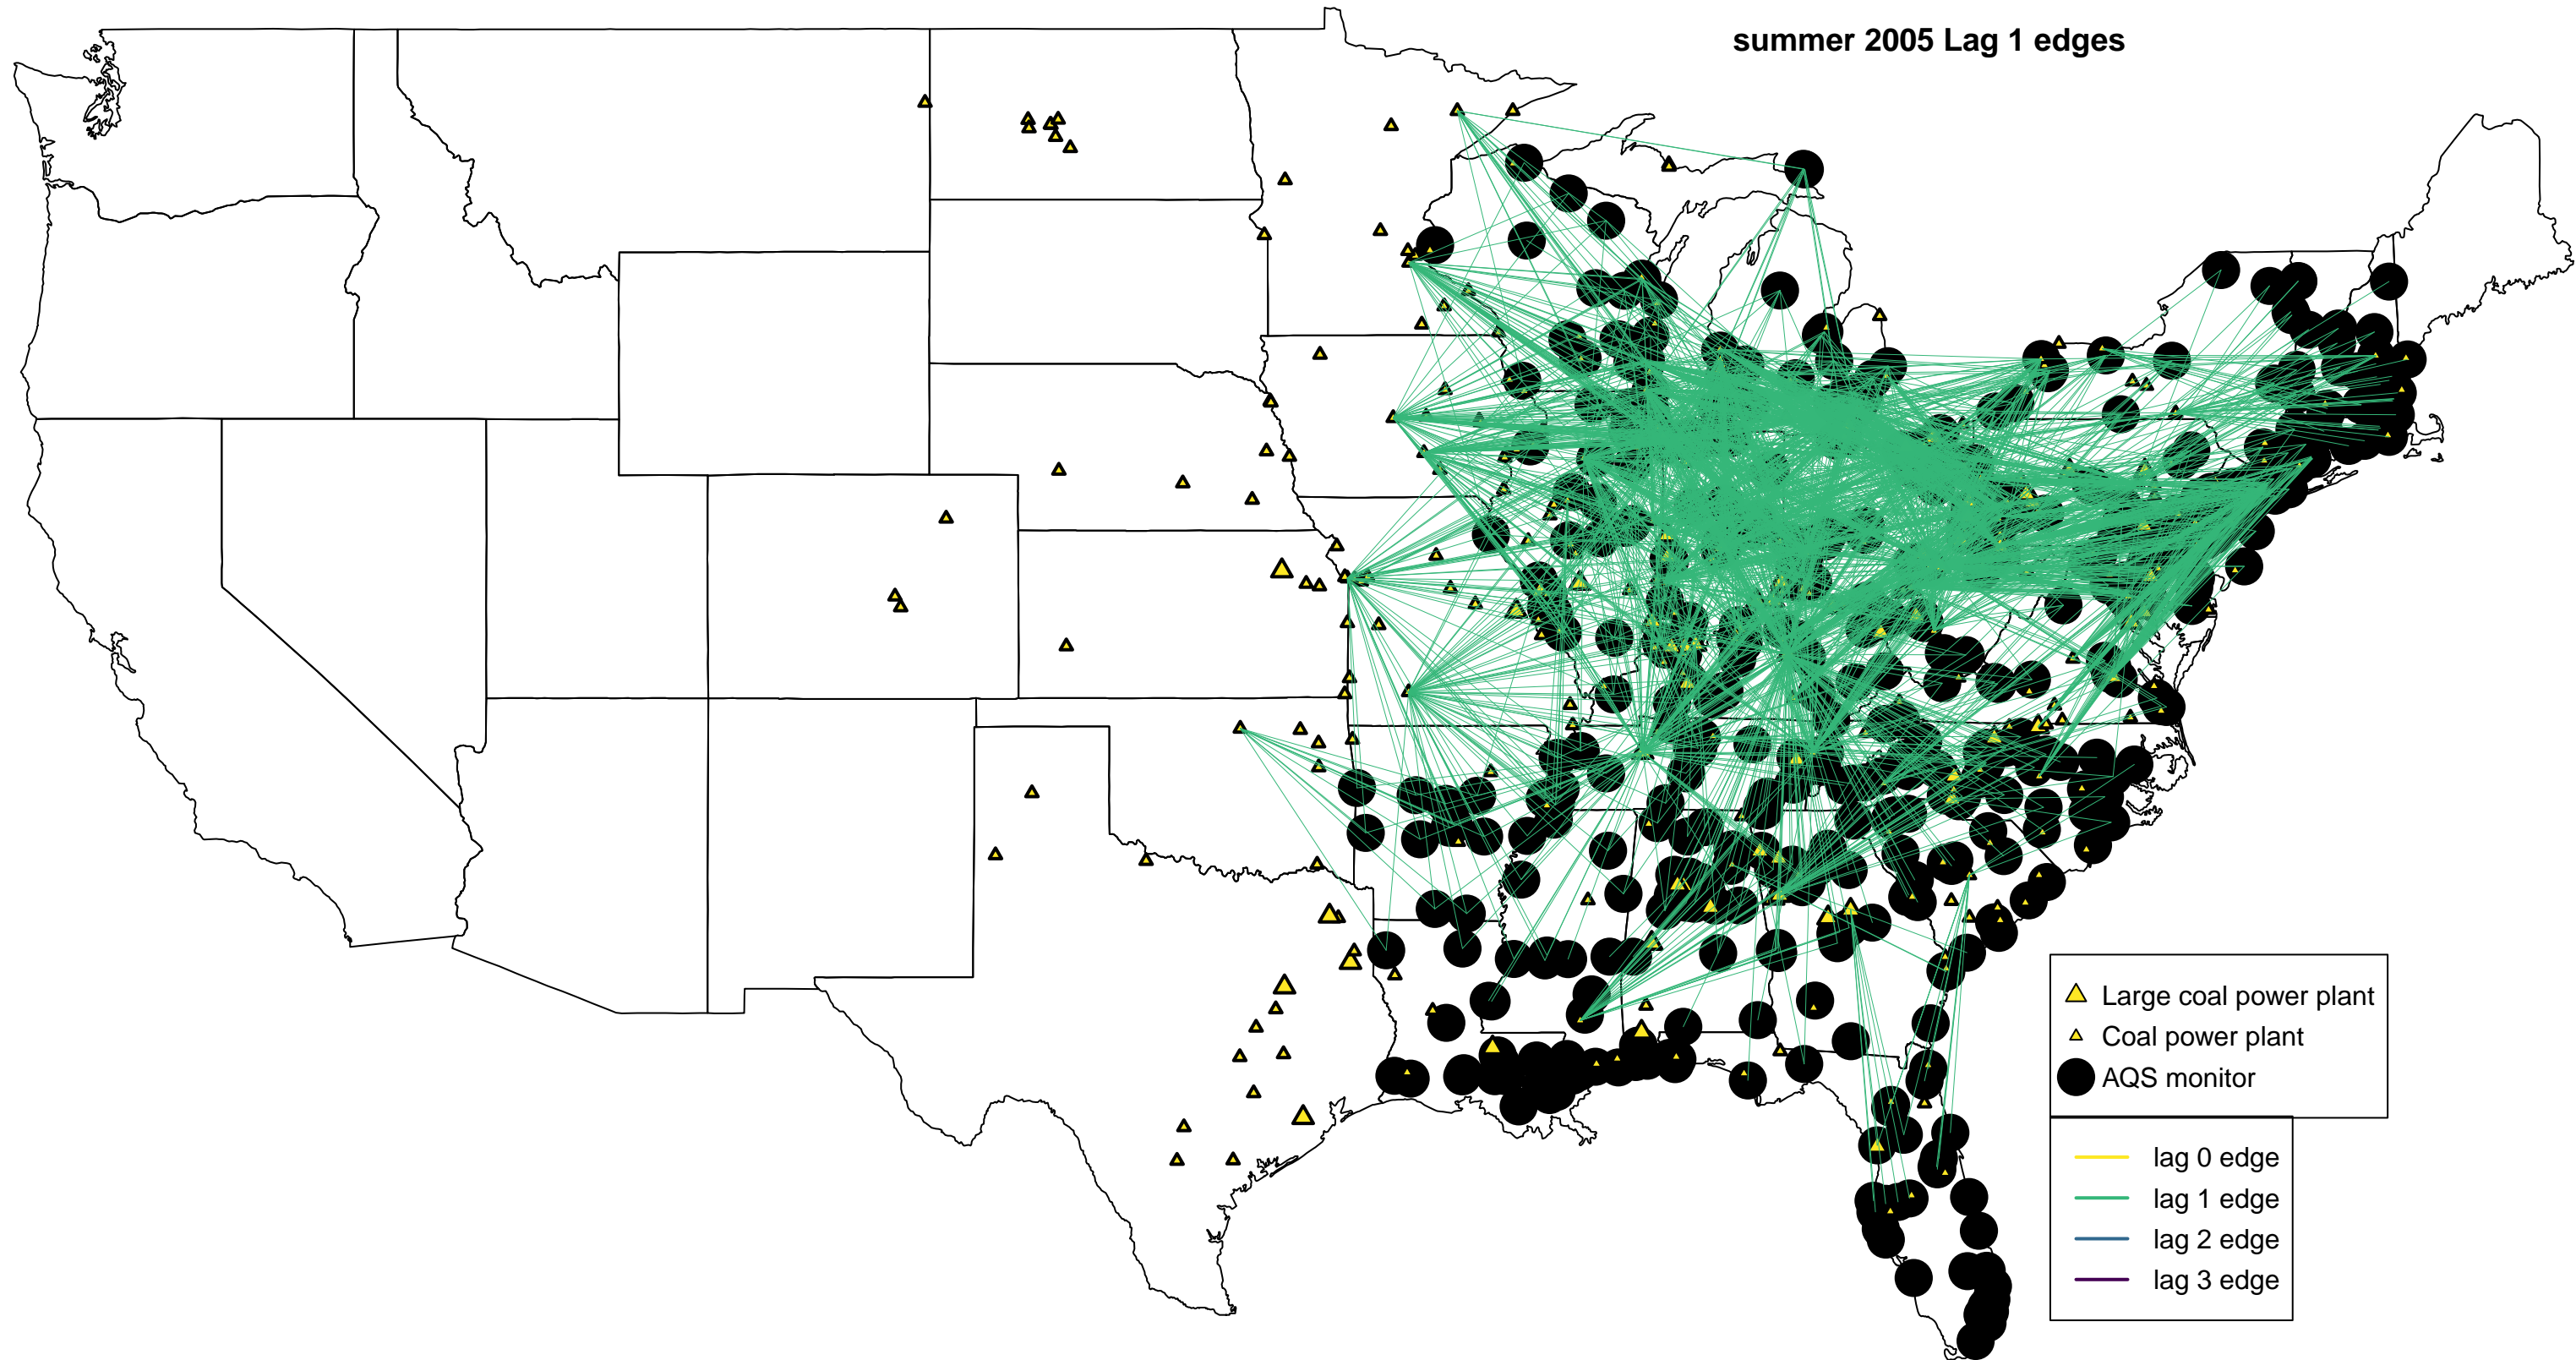 summer 2005 Lag 1 edges
Large coal power plant
Coal power plant
AQS monitor
lag 0 edge
lag 1 edge
lag 2 edge
lag 3 edge